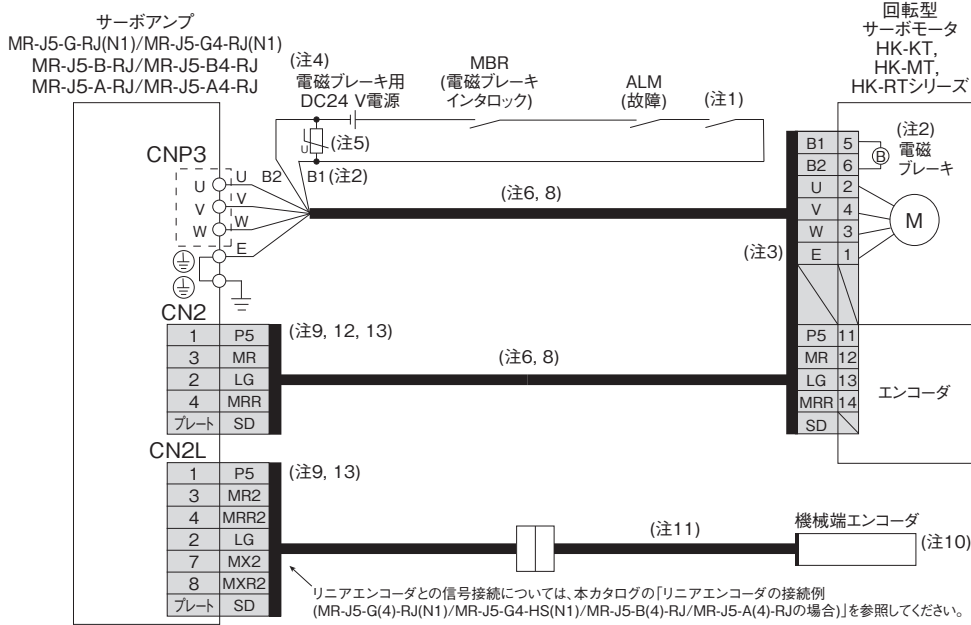 サーボアンプ
MR-J5-G-RJ(N1)/MR-J5-G4-RJ(N1)
MR-J5-B-RJ/MR-J5-B4-RJ
MR-J5-A-RJ/MR-J5-A4-RJ
(注4)
電磁ブレーキ用
DC24 V電源
MBR
(電磁ブレーキ
インタロック)
ALM
(故障)
(注1)
回転型
サーボモータ
HK-KT,
HK-MT,
HK-RTシリーズ
U
(注5)
CNP3
U U B2 B1 (注2)
V V
W W
E
(注6, 8)
(注3)
B1 5
B2 6
U 2
V 4
W 3
E 1
(注2)
電磁
ブレーキ
B
M
CN2
1 P5
3 MR
2 LG
4 MRR
プレート SD
(注9, 12, 13)
(注6, 8)
P5 11
MR 12
LG 13
MRR 14
SD
エンコーダ
CN2L
1 P5
3 MR2
4 MRR2
2 LG
7 MX2
8 MXR2
プレート SD
(注9, 13)
(注11)
機械端エンコーダ
(注10)
リニアエンコーダとの信号接続については、本カタログの「リニアエンコーダの接続例
(MR-J5-G(4)-RJ(N1)/MR-J5-G4-HS(N1)/MR-J5-B(4)-RJ/MR-J5-A(4)-RJの場合)」を参照してください。